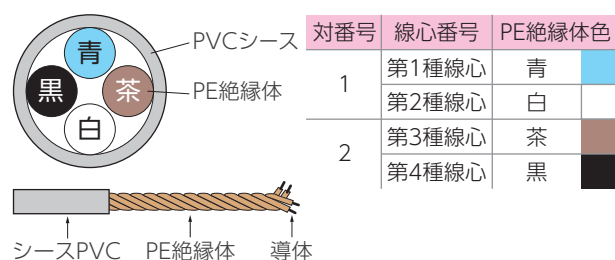 青
PVCシース
黒
茶
PE絶縁体
白
対番号 線心番号 PE絶縁体色
1 第1種線心 青
第2種線心 白
2 第3種線心 茶
第4種線心 黒
シースPVC PE絶縁体 導体